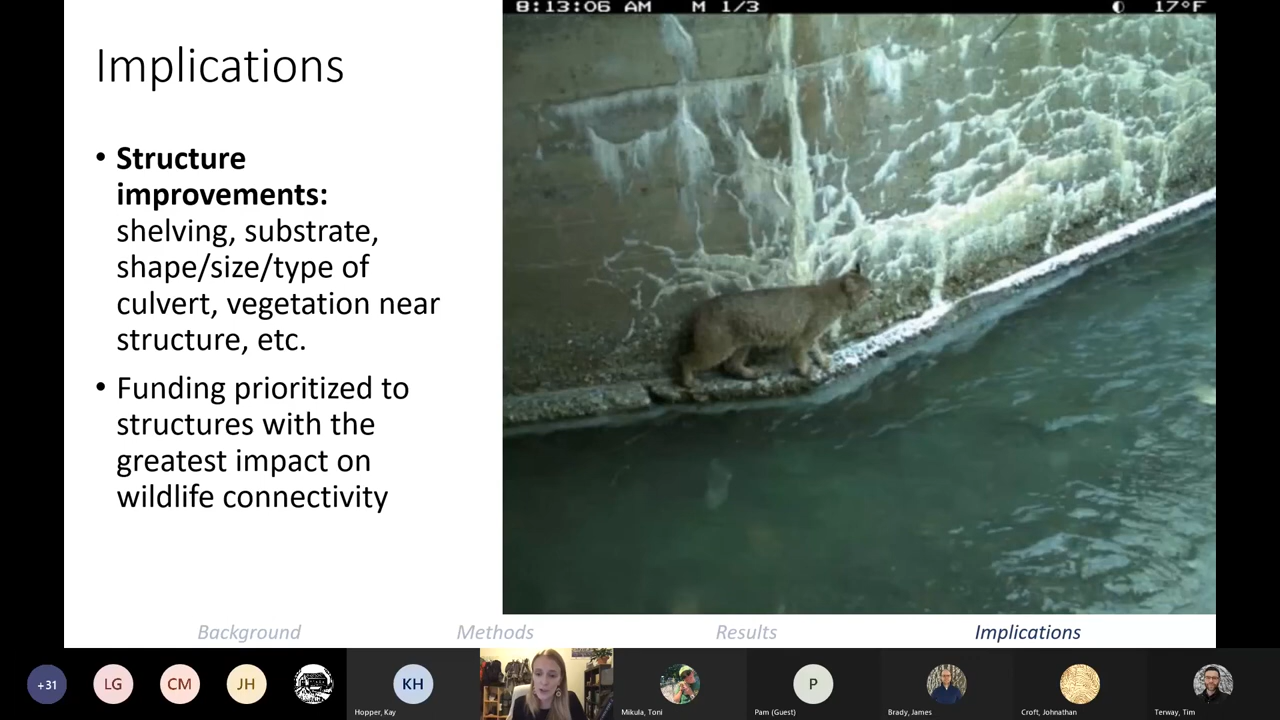 8:13:06 AM M 1/3 17°F
Implications
• Structure
improvements:
shelving, substrate,
shape/size/type of
culvert, vegetation near
structure, etc.
• Funding prioritized to
structures with the
greatest impact on
wildlife connectivity
Background Methods Results Implications
+31 LG CM JH KH P
Hopper, Kay Mikula, Toni Pam (Guest) Brady, James Croft, Johnathan Terway, Tim